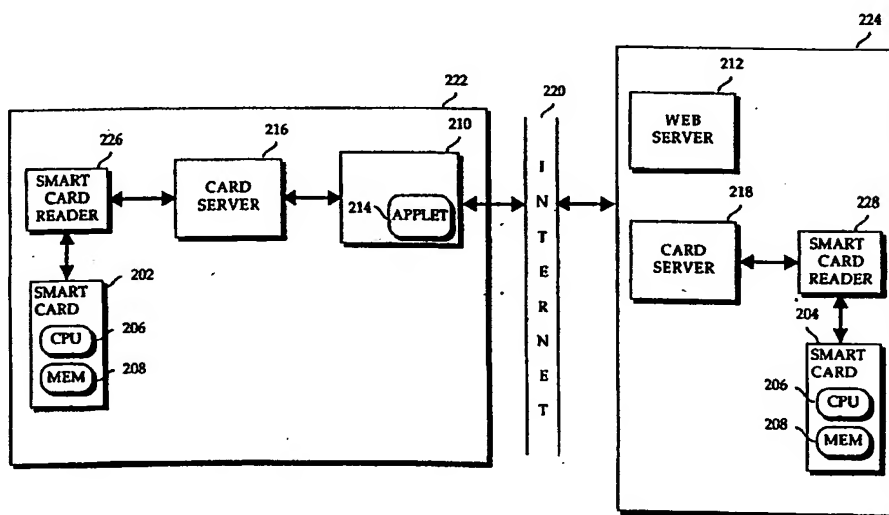 224
222
220
212
226
216
210
WEB
SERVER
SMART
CARD
READER
CARD
SERVER
214
APPLET
INTERNET
218
228
CARD
SERVER
SMART
CARD
READER
202
SMART
CARD
206
CPU
208
MEM
204
SMART
CARD
206
CPU
208
MEM